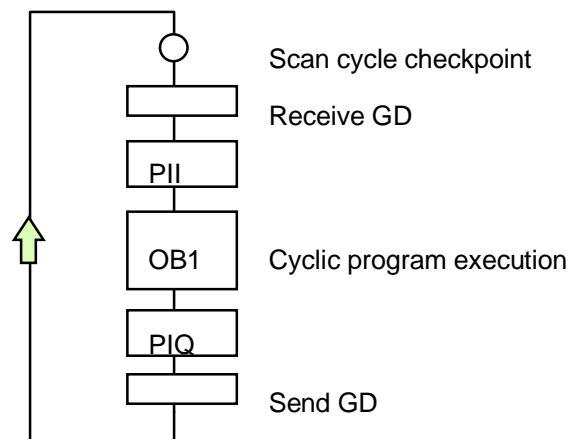 Scan cycle checkpoint
Receive GD
PII
OB1
Cyclic program execution
PIQ
Send GD